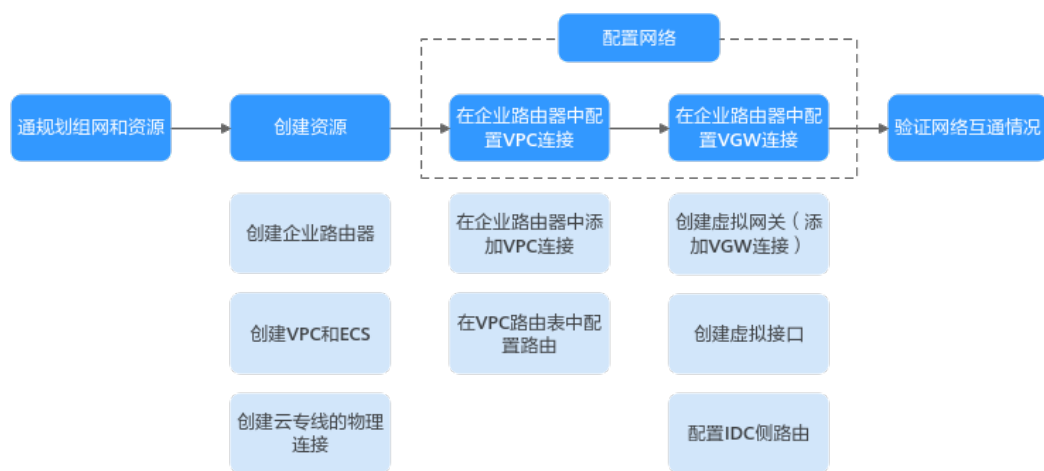 配置网络
通规划组网和资源
创建资源
在企业路由器中配
置VPC连接
在企业路由器中配
置VGW连接
验证网络互通情况
创建企业路由器
在企业路由器中添
加VPC连接
创建虚拟网关（添
加VGW连接）
创建VPC和ECS
在VPC路由表中配
置路由
创建虚拟接口
创建云专线的物理
连接
配置IDC侧路由